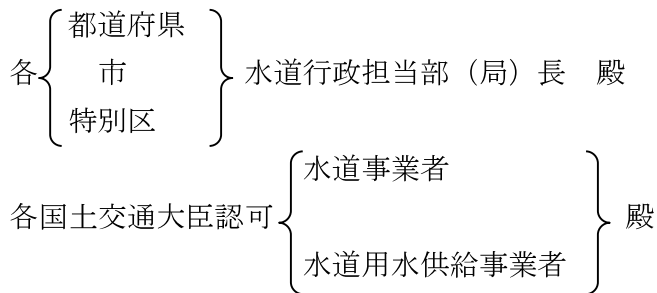 都道府県
各 市 水道行政担当部（局）長　殿
特別区
水道事業者
各国土交通大臣認可 殿
水道用水供給事業者